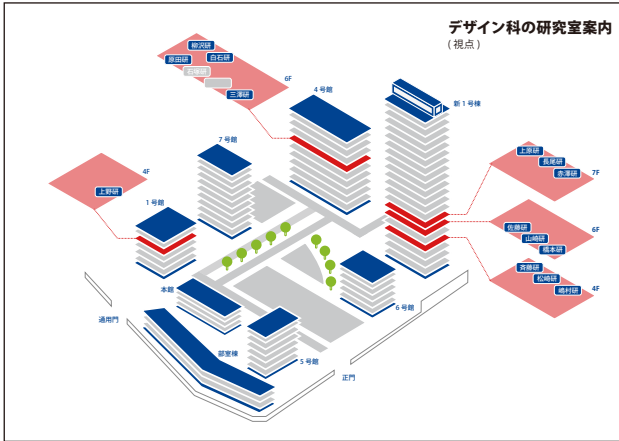 デザイン科の研究室案内
(視点)
柳沢研
原田研
白石研
三澤研
6F
4号館
新1号棟
7号館
4F
上野研
1号館
上原研
長尾研
赤澤研
7F
佐藤研
山崎研
橋本研
6F
斉藤研
松崎研
嶋村研
4F
本館
6号館
通用門
部室棟
5号館
正門